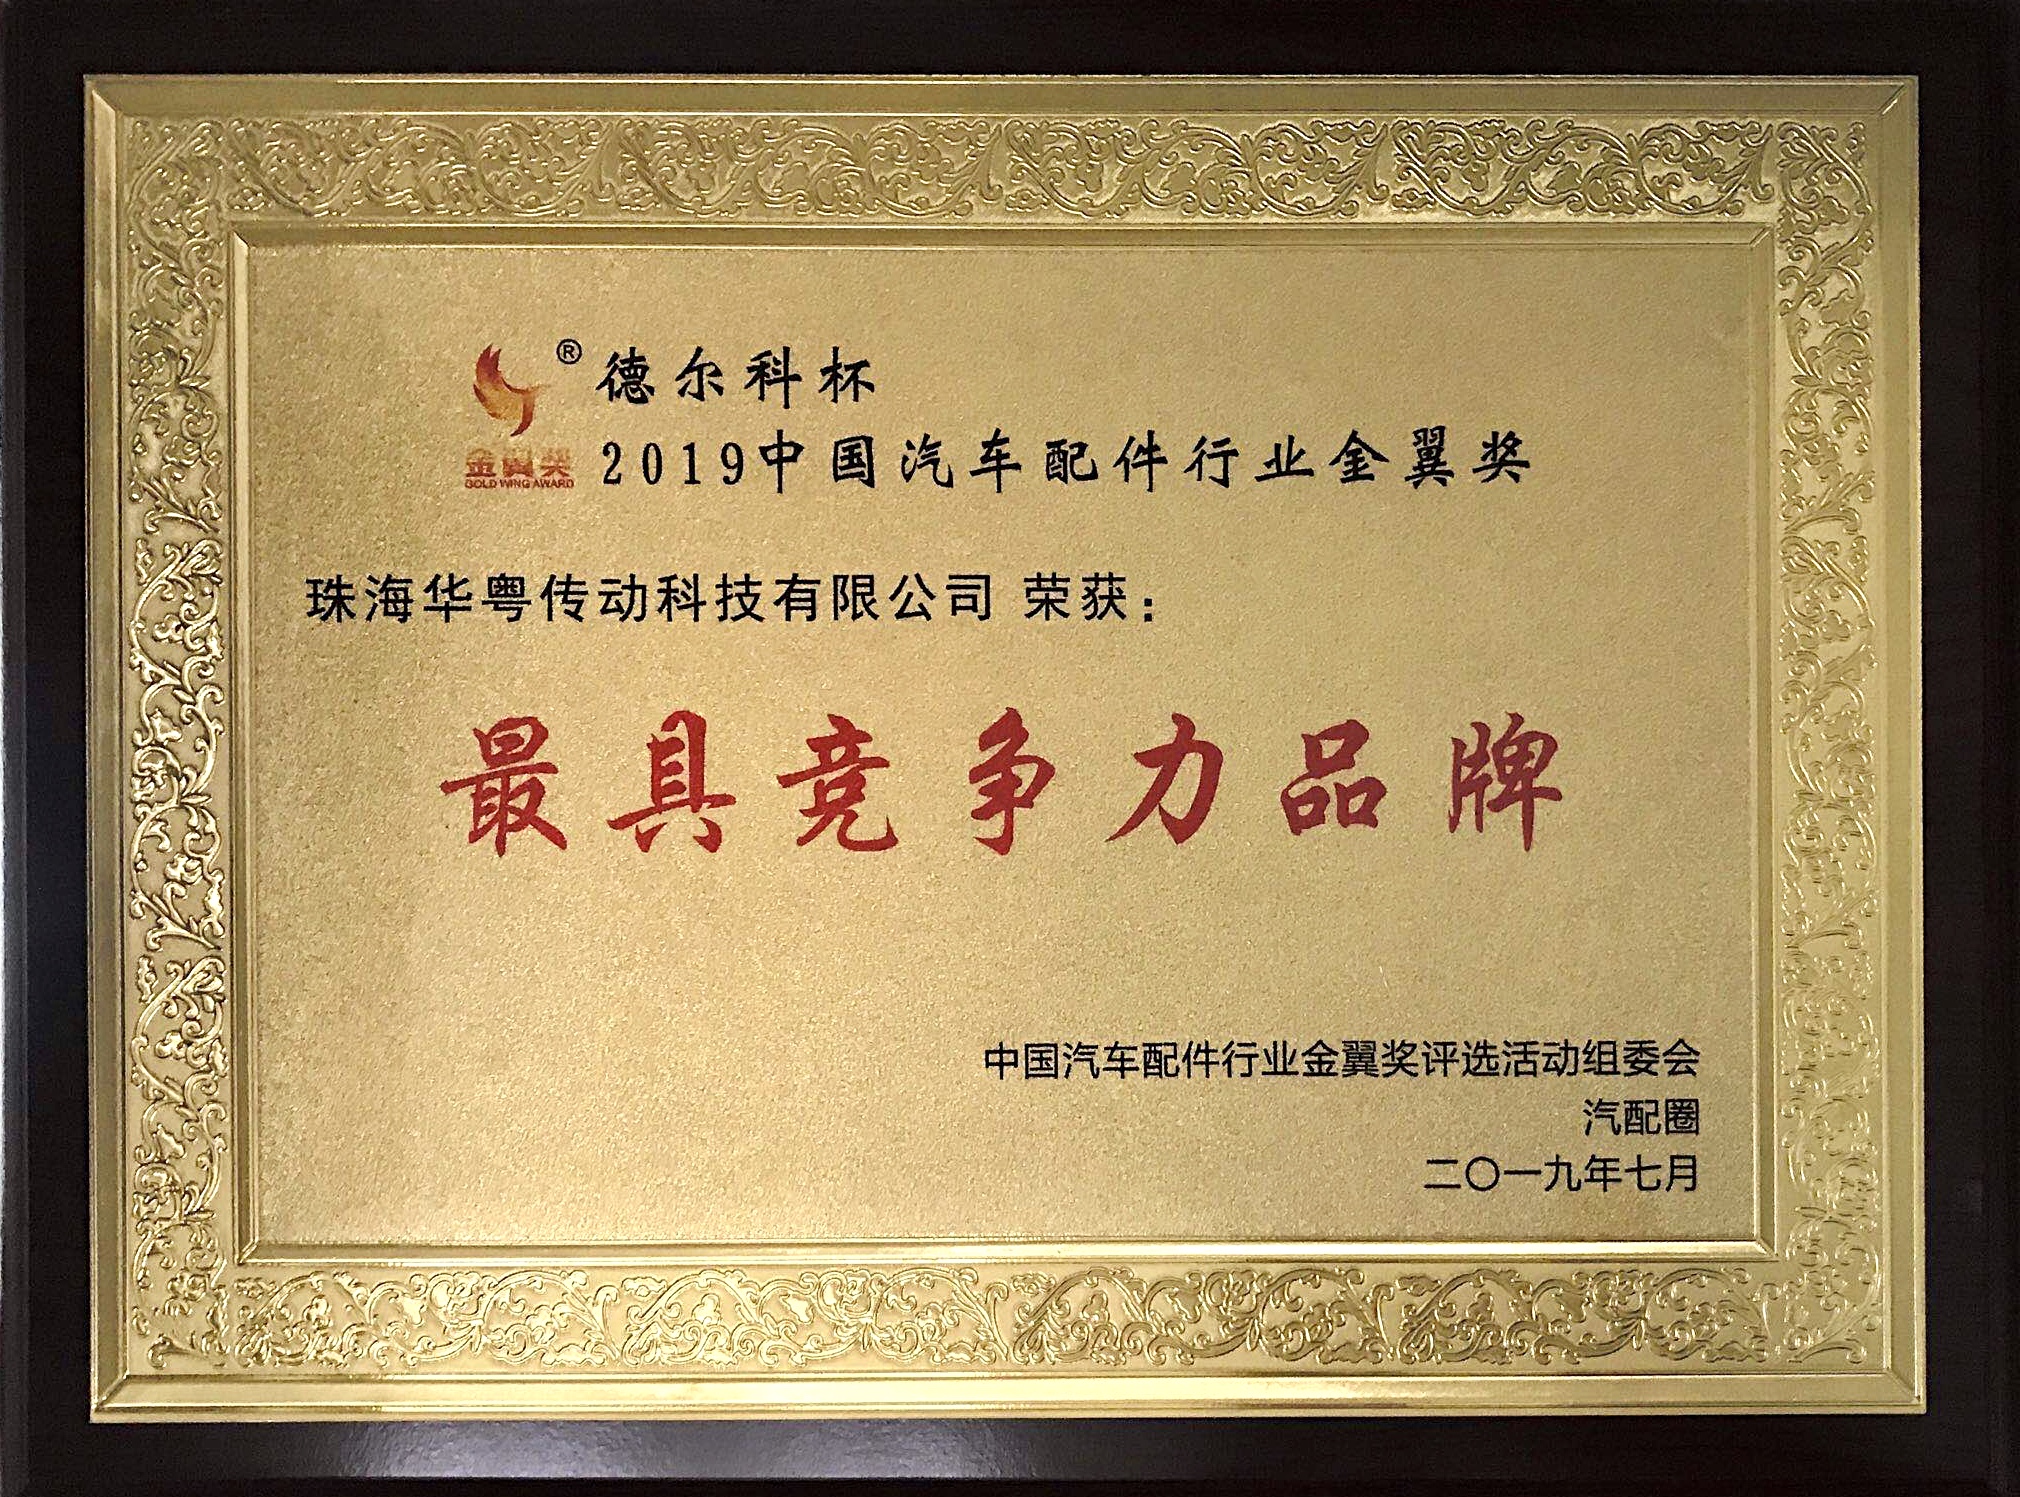 ®德尔科杯
金翼奖
GOLD WING AWARD
2019中国汽车配件行业金翼奖
珠海华粤传动科技有限公司 荣获：
最具竞争力品牌
中国汽车配件行业金翼奖评选活动组委会
汽配圈
二〇一九年七月